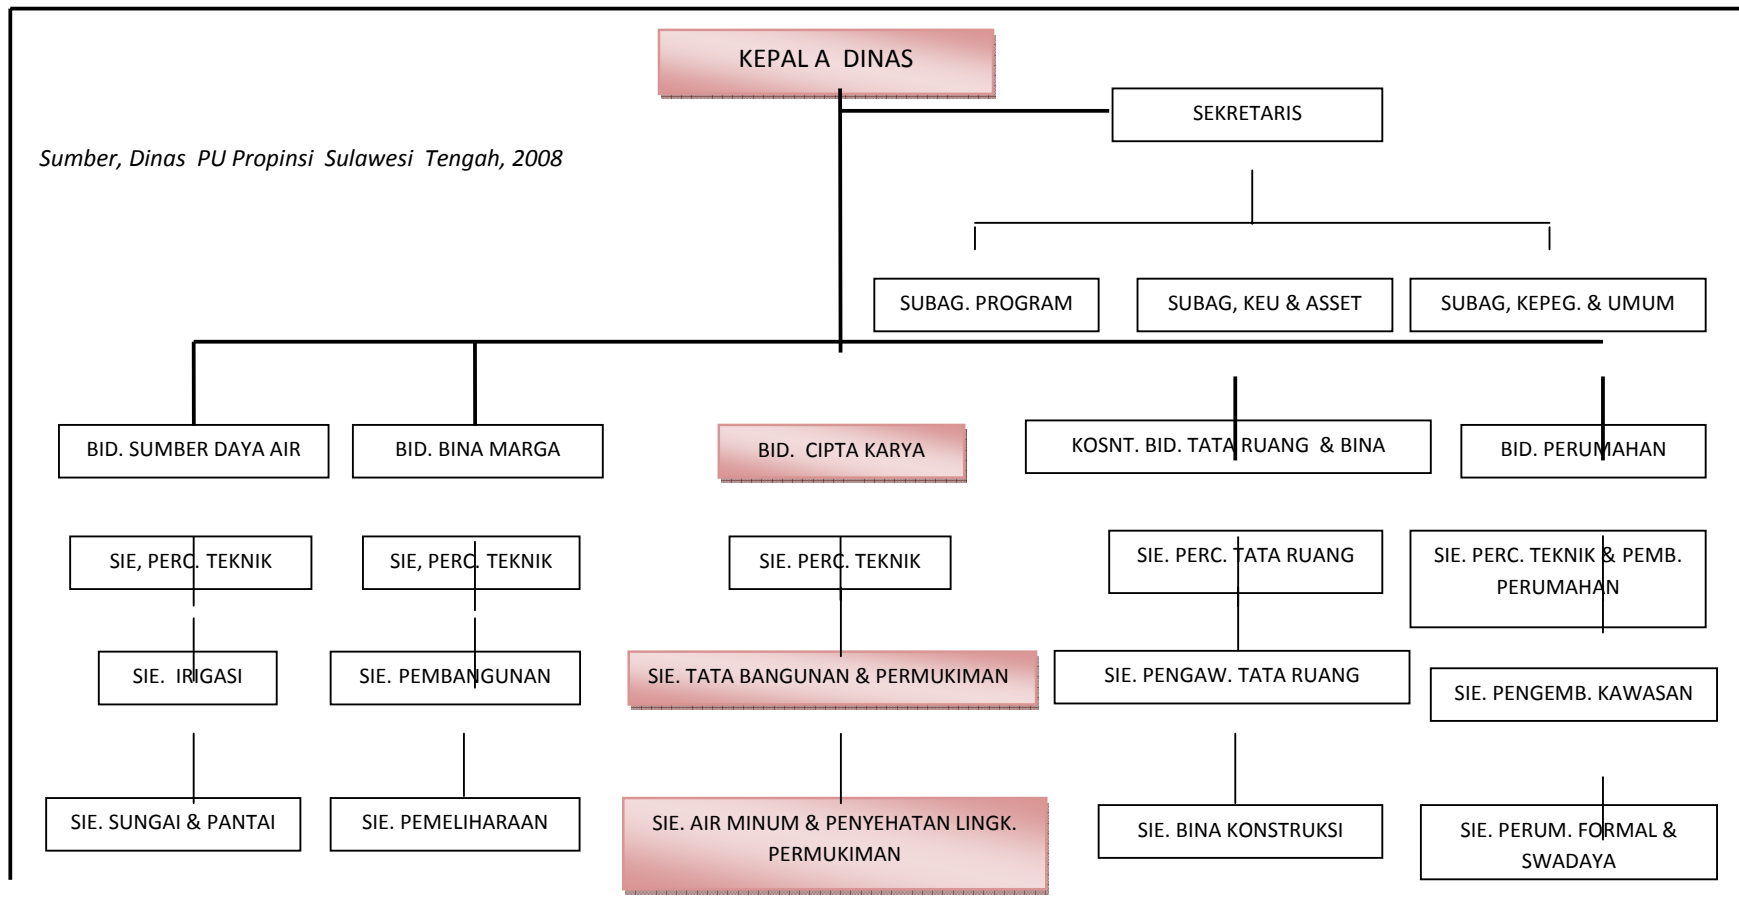 KEPAL A DINAS
SEKRETARIS
Sumber, Dinas PU Propinsi Sulawesi Tengah, 2008
SUBAG. PROGRAM
SUBAG, KEU & ASSET
SUBAG, KEPEG. & UMUM
BID. SUMBER DAYA AIR
BID. BINA MARGA
BID. CIPTA KARYA
KOSNT. BID. TATA RUANG & BINA
BID. PERUMAHAN
SIE, PERC. TEKNIK
SIE, PERC. TEKNIK
SIE. PERC. TEKNIK
SIE. PERC. TATA RUANG
SIE. PERC. TEKNIK & PEMB.
PERUMAHAN
SIE. IRIGASI
SIE. PEMBANGUNAN
SIE. TATA BANGUNAN & PERMUKIMAN
SIE. PENGAW. TATA RUANG
SIE. PENGEMB. KAWASAN
SIE. SUNGAI & PANTAI
SIE. PEMELIHARAAN
SIE. AIR MINUM & PENYEHATAN LINGK.
PERMUKIMAN
SIE. BINA KONSTRUKSI
SIE. PERUM. FORMAL &
SWADAYA